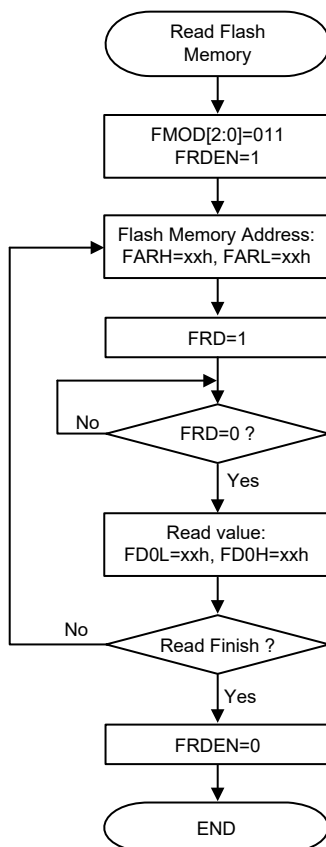 Read Flash
Memory
FMOD[2:0]=011
FRDEN=1
Flash Memory Address:
FARH=xxh, FARL=xxh
FRD=1
No
FRD=0 ?
Yes
Read value:
FD0L=xxh, FD0H=xxh
No
Read Finish ?
Yes
FRDEN=0
END